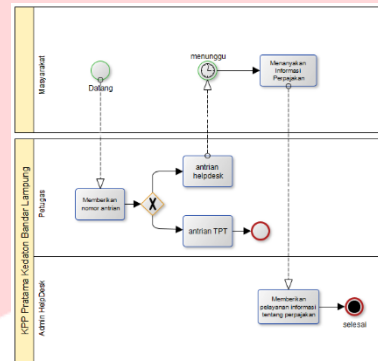 Masyarakat
Datang
menunggu
Menanyakan
Informasi
Perpajakan
KPP Pratama Kedaton Bandar Lampung
Petugas
Memberikan
nomor antrian
X
antrian
helpdesk
antrian TPT
Admin HelpDesk
Memberikan
pelayanan informasi
tentang perpajakan
selesai